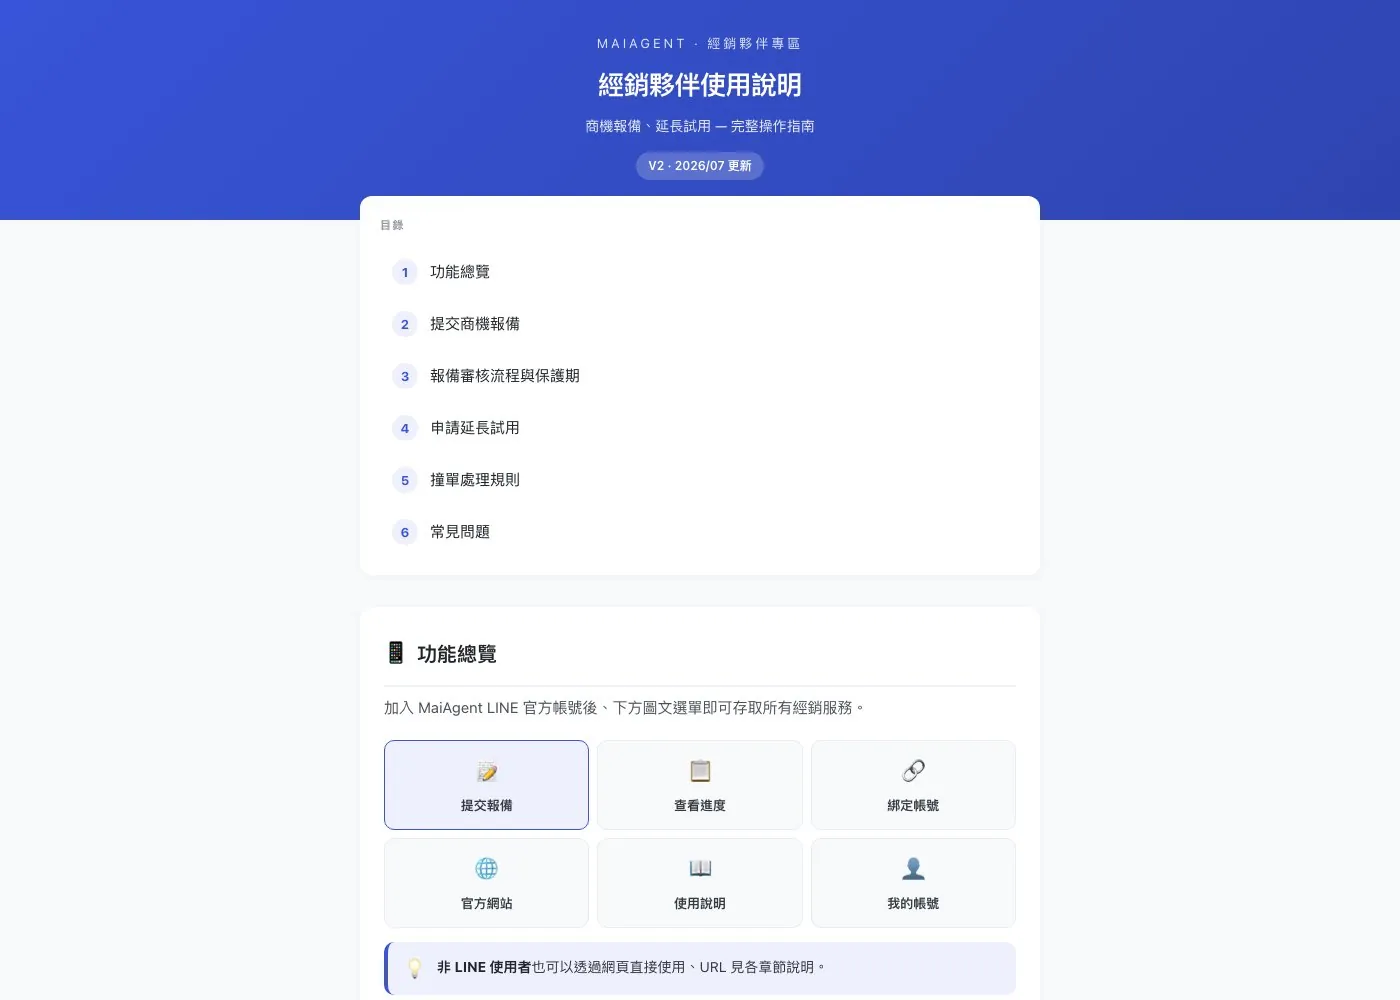 MAIAGENT · 經銷夥伴專區
經銷夥伴使用說明
商機報備、延長試用 — 完整操作指南
V2 · 2026/07 更新
目錄
1 功能總覽
2 提交商機報備
3 報備審核流程與保護期
4 申請延長試用
5 撞單處理規則
6 常見問題
功能總覽
加入 MaiAgent LINE 官方帳號後、下方圖文選單即可存取所有經銷服務。
提交報備
查看進度
綁定帳號
官方網站
使用說明
我的帳號
非 LINE 使用者也可以透過網頁直接使用、URL 見各章節說明。